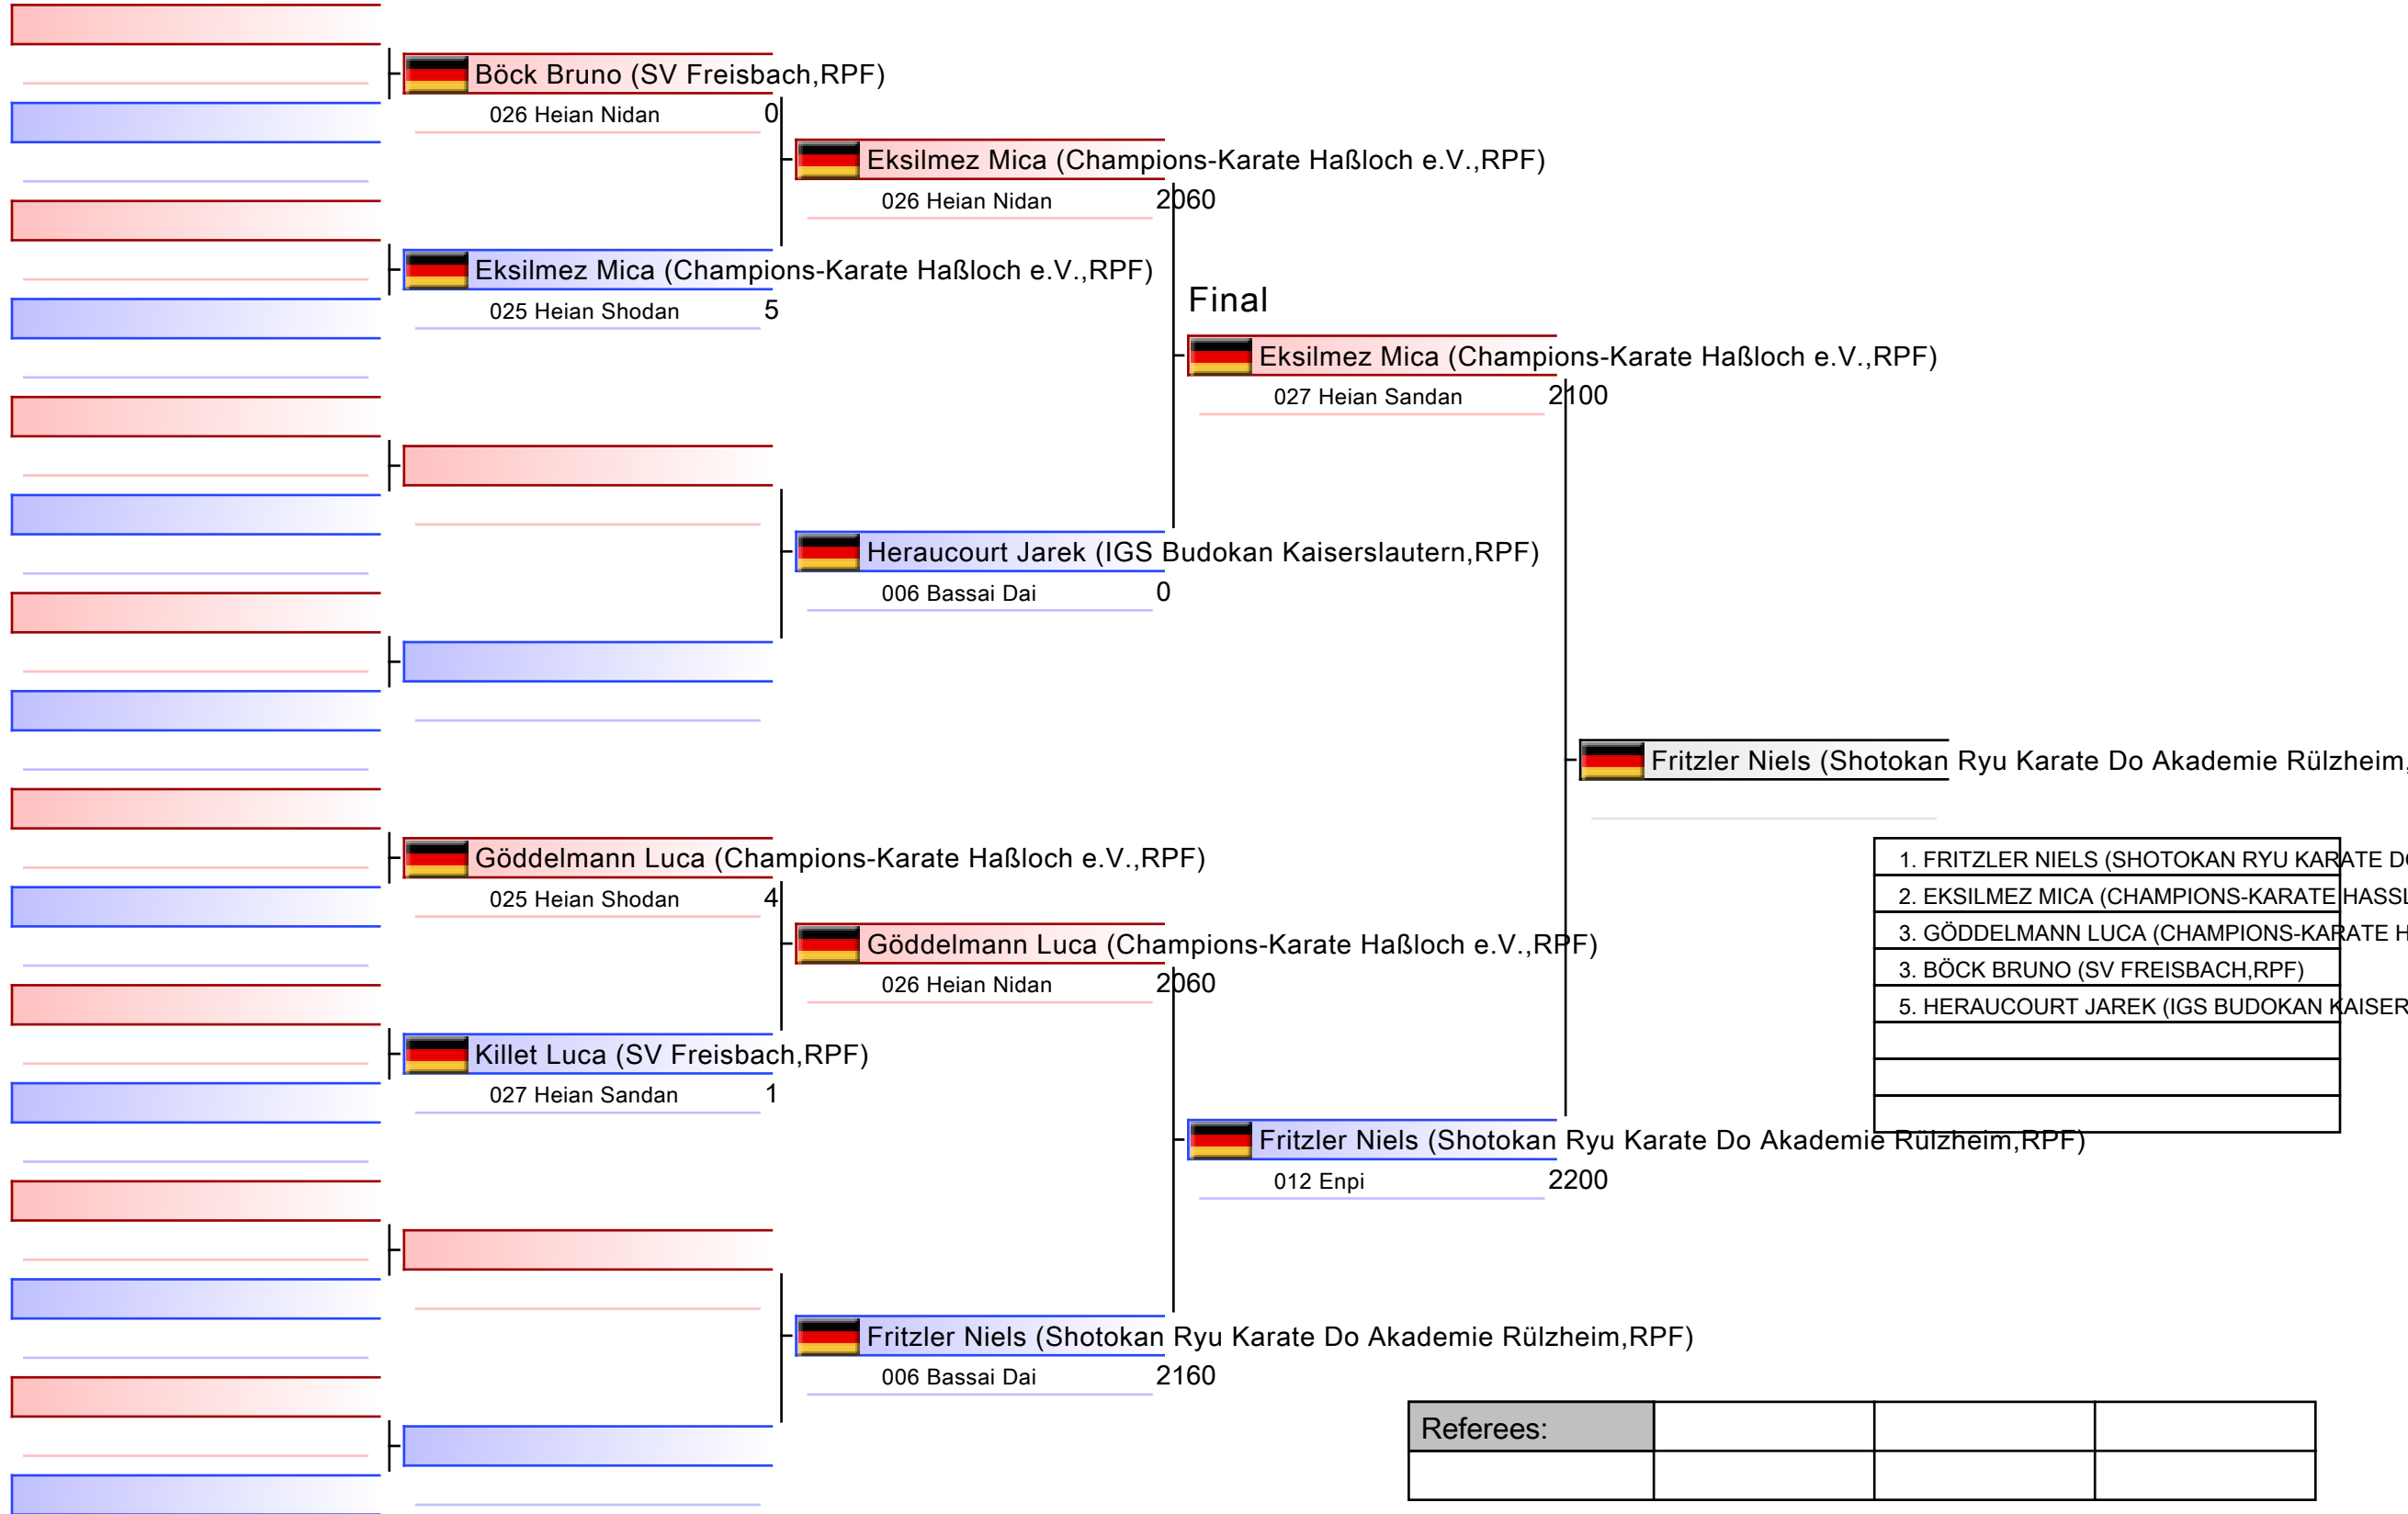 Böck Bruno (SV Freisbach,RPF)
026 Heian Nidan 0
Eksilmez Mica (Champions-Karate Haßloch e.V.,RPF)
026 Heian Nidan 2060
Eksilmez Mica (Champions-Karate Haßloch e.V.,RPF)
025 Heian Shodan 5
Final
Eksilmez Mica (Champions-Karate Haßloch e.V.,RPF)
027 Heian Sandan 2100
Heraucourt Jarek (IGS Budokan Kaiserslautern,RPF)
006 Bassai Dai 0
Fritzler Niels (Shotokan Ryu Karate Do Akademie Rülzheim,
Göddelmann Luca (Champions-Karate Haßloch e.V.,RPF)
025 Heian Shodan 4
1. FRITZLER NIELS (SHOTOKAN RYU KARATE DO
2. EKSILMEZ MICA (CHAMPIONS-KARATE HASSL
3. GÖDDELMANN LUCA (CHAMPIONS-KARATE H
3. BÖCK BRUNO (SV FREISBACH,RPF)
5. HERAUCOURT JAREK (IGS BUDOKAN KAISER
Göddelmann Luca (Champions-Karate Haßloch e.V.,RPF)
026 Heian Nidan 2060
Killet Luca (SV Freisbach,RPF)
027 Heian Sandan 1
Fritzler Niels (Shotokan Ryu Karate Do Akademie Rülzheim,RPF)
012 Enpi 2200
Fritzler Niels (Shotokan Ryu Karate Do Akademie Rülzheim,RPF)
006 Bassai Dai 2160
Referees: